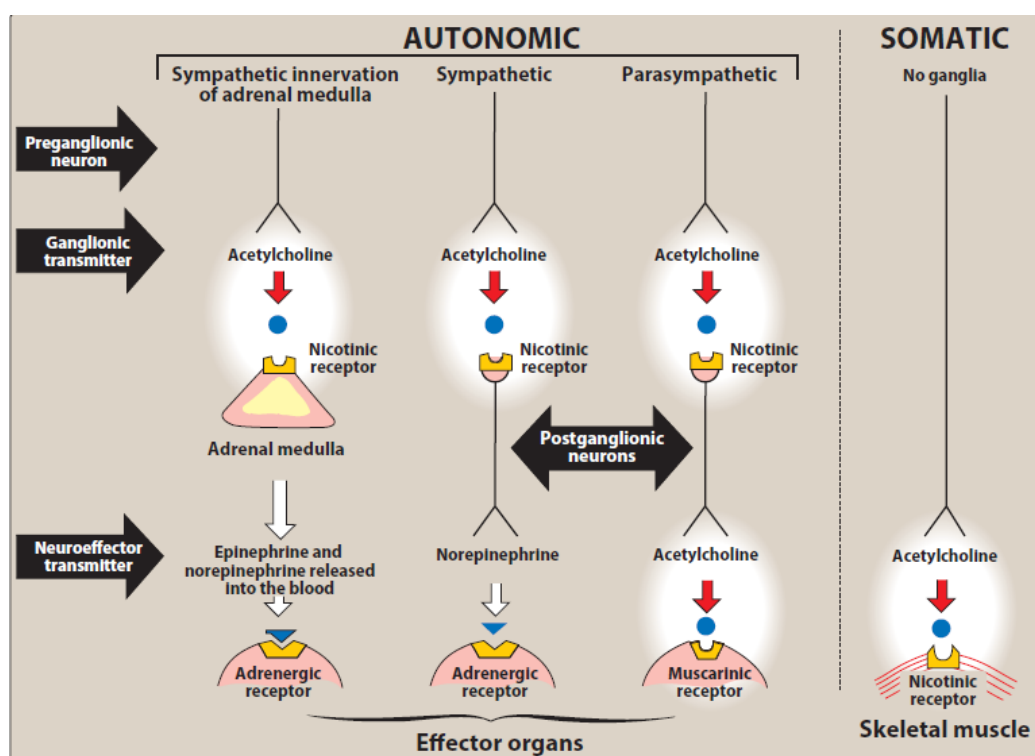 AUTONOMIC
SOMATIC
Sympathetic innervation
of adrenal medulla
Sympathetic
Parasympathetic
No ganglia
Preganglionic
neuron
Ganglionic
transmitter
Acetylcholine
Acetylcholine
Acetylcholine
Nicotinic
receptor
Nicotinic
receptor
Nicotinic
receptor
Adrenal medulla
Postganglionic
neurons
Neuroeffector
transmitter
Epinephrine and
norepinephrine released
into the blood
Norepinephrine
Acetylcholine
Acetylcholine
Adrenergic
receptor
Adrenergic
receptor
Muscarinic
receptor
Nicotinic
receptor
Skeletal muscle
Effector organs